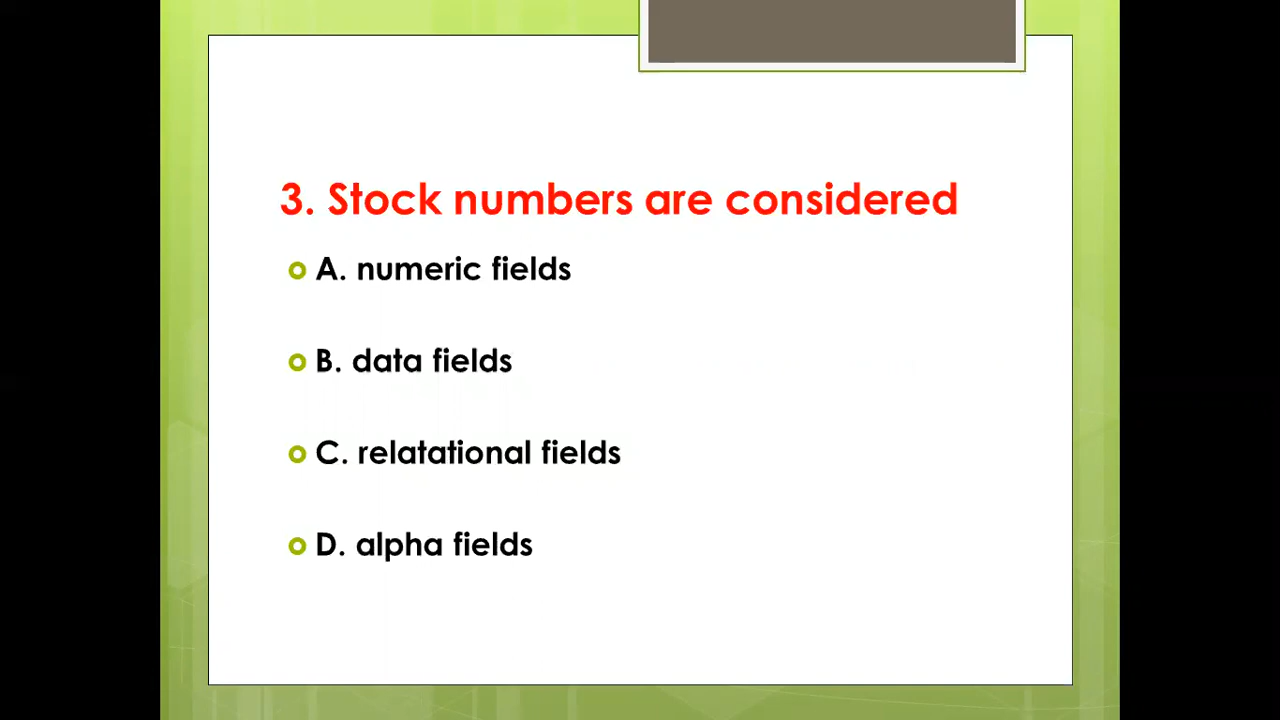 3. Stock numbers are considered
A. numeric fields
B. data fields
C. relatational fields
D. alpha fields